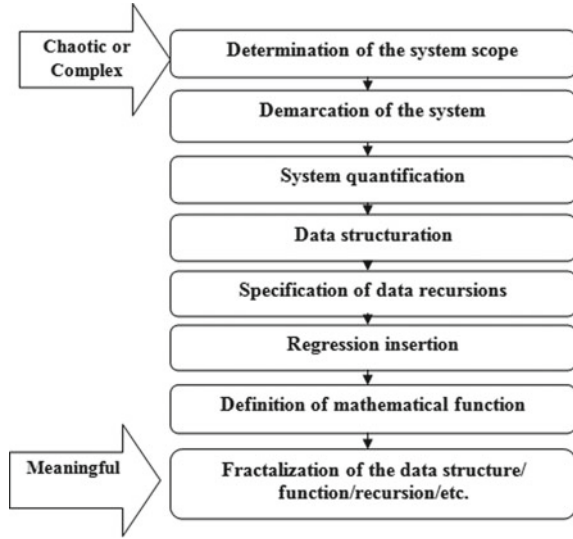 Chaotic or
Complex
Determination of the system scope
Demarcation of the system
System quantification
Data structuration
Specification of data recursions
Regression insertion
Definition of mathematical function
Meaningful
Fractalization of the data structure/
function/recursion/etc.